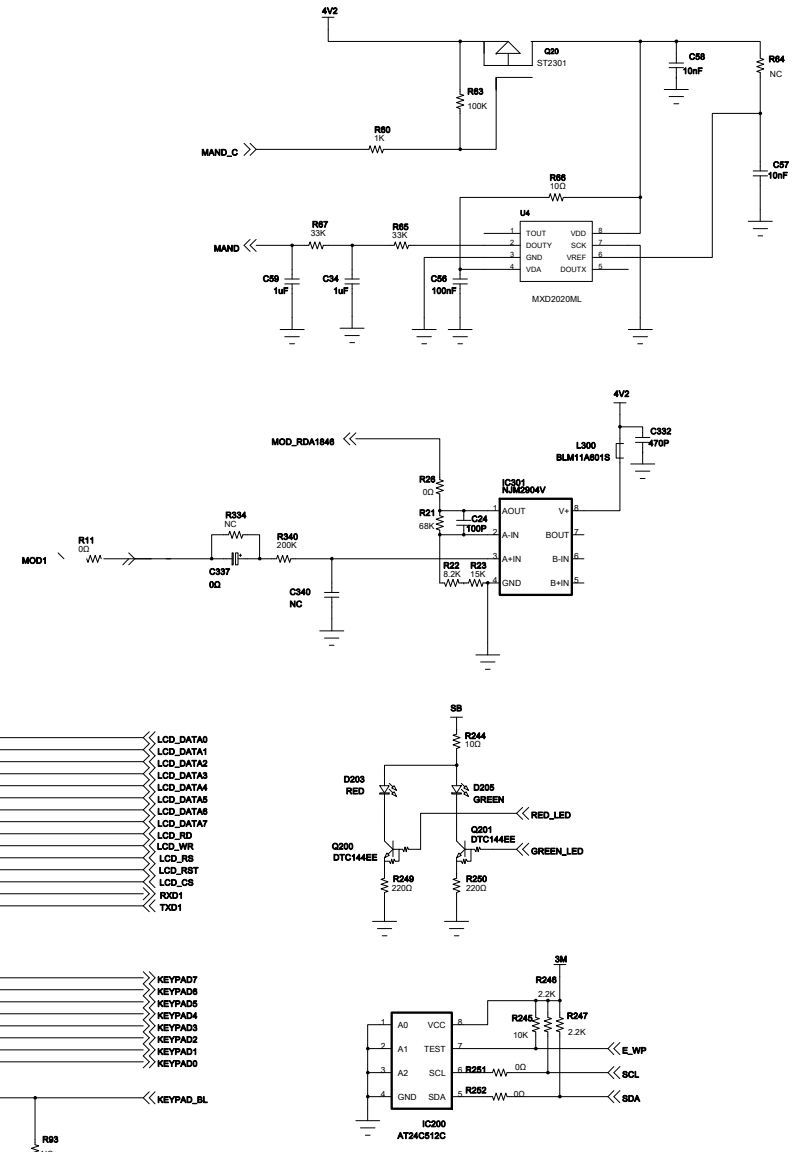 4V2
Q20
ST2301
C58
10nF
R64
NC
R63
100K
R60
1K
MAND_C
C57
10nF
R66
10Ω
U4
R67
33K
R65
33K
MAND
1 TOUT VDD 8
2 DOUTY SCK 7
3 GND VREF 6
4 VDA DOUTX 5
C59
1uF
C34
1uF
C56
100nF
MXD2020ML
4V2
MOD_RDA1846
C332
470P
L300
BLM11A601S
R26
0Ω
IC301
NJM2904V
1 AOUT V+ 8
R21
68K
C24
100P
2 A-IN BOUT 7
R334
NC
R11
0Ω
R340
200K
MOD1
3 A+IN B-IN 6
C337
0Ω
R22
8.2K
R23
15K
4 GND B+IN 5
C340
NC
SB
R244
10Ω
LCD_DATA0
LCD_DATA1
LCD_DATA2
LCD_DATA3
LCD_DATA4
LCD_DATA5
LCD_DATA6
LCD_DATA7
LCD_RD
LCD_WR
LCD_RS
LCD_RST
LCD_CS
RXD1
TXD1
D203
RED
D205
GREEN
RED_LED
Q200
DTC144EE
Q201
DTC144EE
GREEN_LED
R249
220Ω
R250
220Ω
3M
KEYPAD7
KEYPAD6
KEYPAD5
KEYPAD4
KEYPAD3
KEYPAD2
KEYPAD1
KEYPAD0
KEYPAD_BL
R246
2.2K
R245
10K
R247
2.2K
1 A0 VCC 8
2 A1 TEST 7
E_WP
3 A2 SCL 6
R251
0Ω
SCL
4 GND SDA 5
R252
0Ω
SDA
IC200
AT24C512C
R93